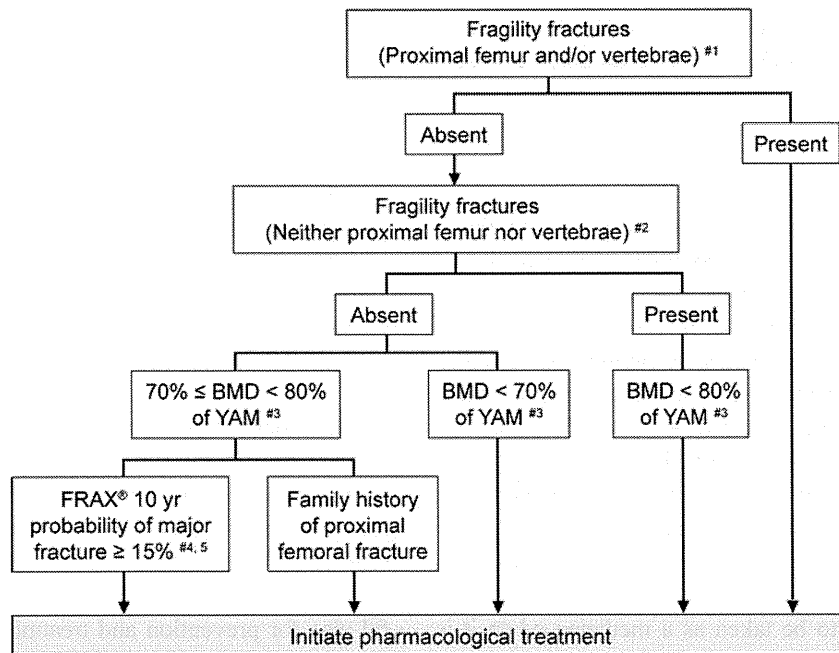 Fragility fractures
(Proximal femur and/or vertebrae) #1
Absent
Present
Fragility fractures
(Neither proximal femur nor vertebrae) #2
Absent
Present
70% ≤ BMD < 80%
of YAM #3
BMD < 70%
of YAM #3
BMD < 80%
of YAM #3
FRAX® 10 yr
probability of major
fracture ≥ 15% #4, 5
Family history
of proximal
femoral fracture
Initiate pharmacological treatment